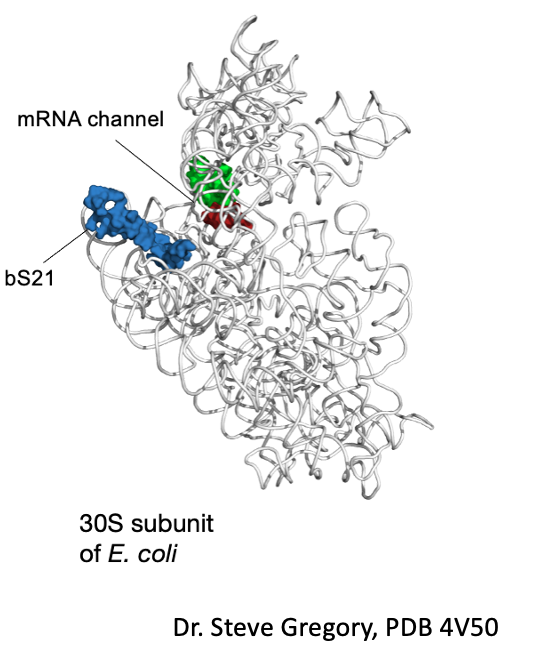 mRNA channel
bS21
30S subunit
of E. coli
Dr. Steve Gregory, PDB 4V50